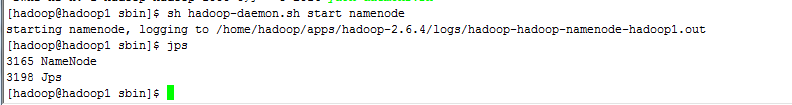 [hadoop@hadoop1 sbin]$ sh hadoop-daemon.sh start namenode
starting namenode, logging to /home/hadoop/apps/hadoop-2.6.4/logs/hadoop-hadoop-namenode-hadoop1.out
[hadoop@hadoop1 sbin]$ jps
3165 NameNode
3198 Jps
[hadoop@hadoop1 sbin]$